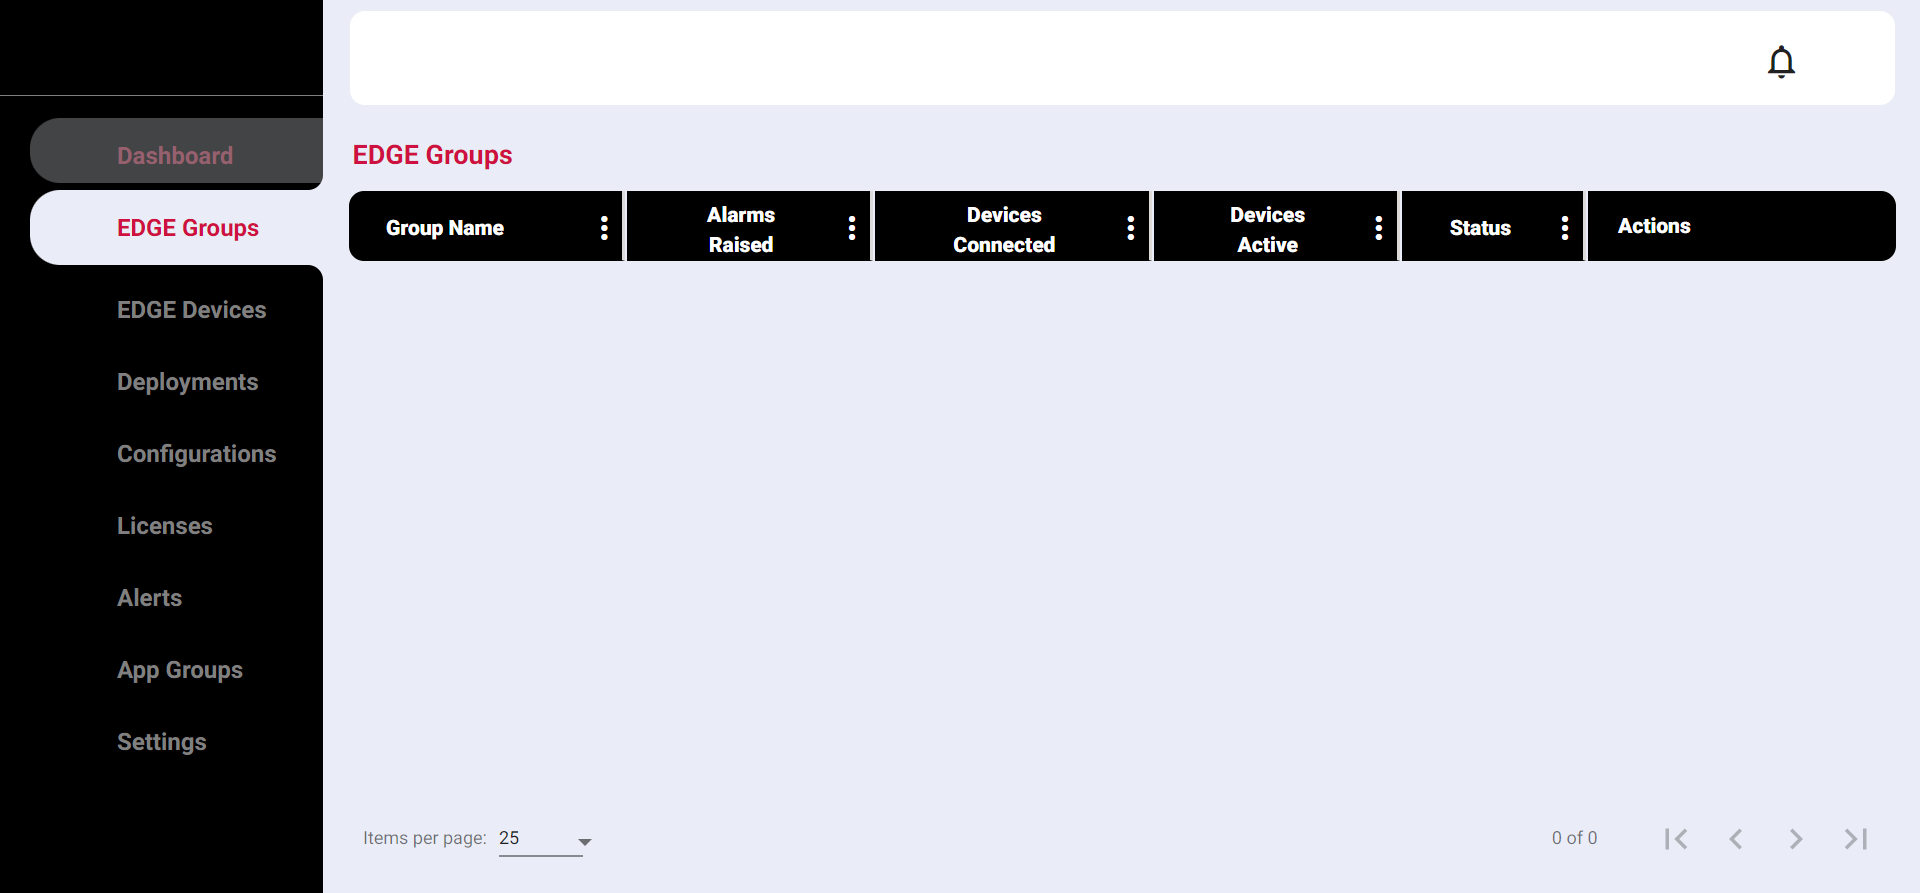 Dashboard
EDGE Groups
EDGE Devices
Deployments
Configurations
Licenses
Alerts
App Groups
Settings
EDGE Groups
Group Name
Alarms
Raised
Devices
Connected
Devices
Active
Status
Actions
Items per page: 25
0 of 0